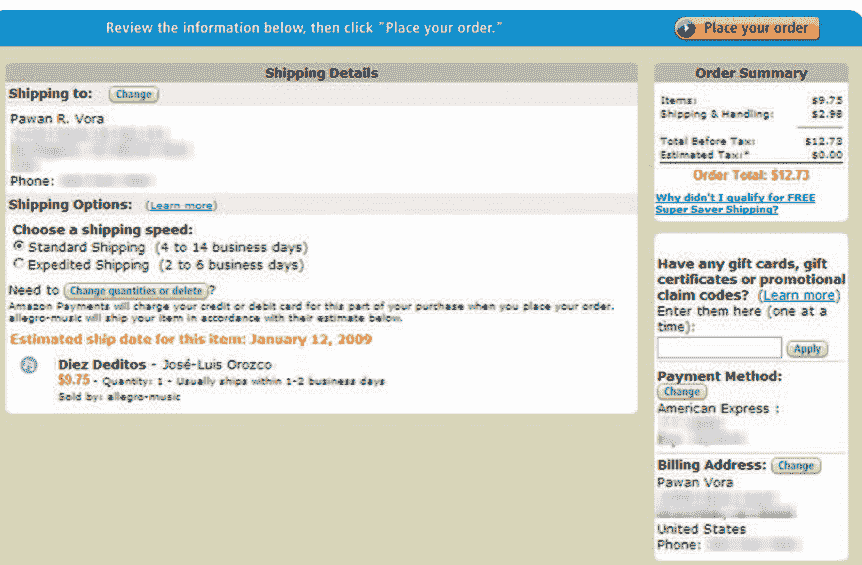 Review the information below, then click "Place your order."
Place your order
Shipping Details
Shipping to: Change
Pawan R. Vora
Phone:
Shipping Options: (Learn more)
Choose a shipping speed:
Standard Shipping (4 to 14 business days)
Expedited Shipping (2 to 6 business days)
Need to Change quantities or delete ?
Amazon Payments will charge your credit or debit card for this part of your purchase when you place your order.
allegro-music will ship your item in accordance with their estimate below.
Estimated ship date for this item: January 12, 2009
Diez Deditos - José-Luis Orozco
$9.75 - Quantity: 1 - Usually ships within 1-2 business days
Sold by: allegro-music
Order Summary
Items: $9.75
Shipping & Handling: $2.98
Total Before Tax: $12.73
Estimated Tax:* $0.00
Order Total: $12.73
Why didn't I qualify for FREE
Super Saver Shipping?
Have any gift cards, gift
certificates or promotional
claim codes? (Learn more)
Enter them here (one at a
time):
Apply
Payment Method:
Change
American Express :
Billing Address: Change
Pawan Vora
United States
Phone: